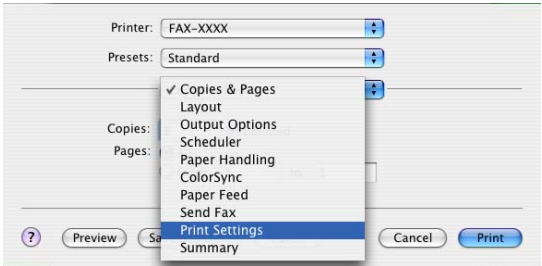 Printer: FAX-XXXX
Presets: Standard
✓ Copies & Pages
Layout
Copies: Output Options
Scheduler
Pages: Paper Handling
ColorSync
Paper Feed
Send Fax
Print Settings
Summary
? Preview Cancel Print